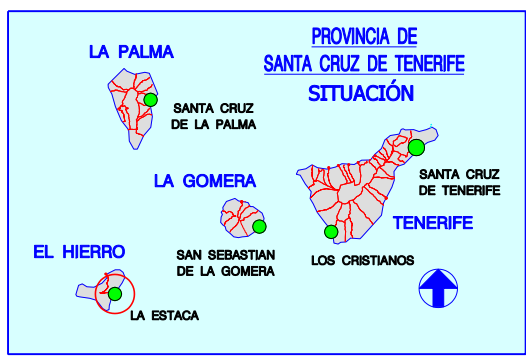 PROVINCIA DE
SANTA CRUZ DE TENERIFE
SITUACIÓN
LA PALMA
SANTA CRUZ
DE LA PALMA
LA GOMERA
SAN SEBASTIAN
DE LA GOMERA
SANTA CRUZ
DE TENERIFE
TENERIFE
LOS CRISTIANOS
EL HIERRO
LA ESTACA